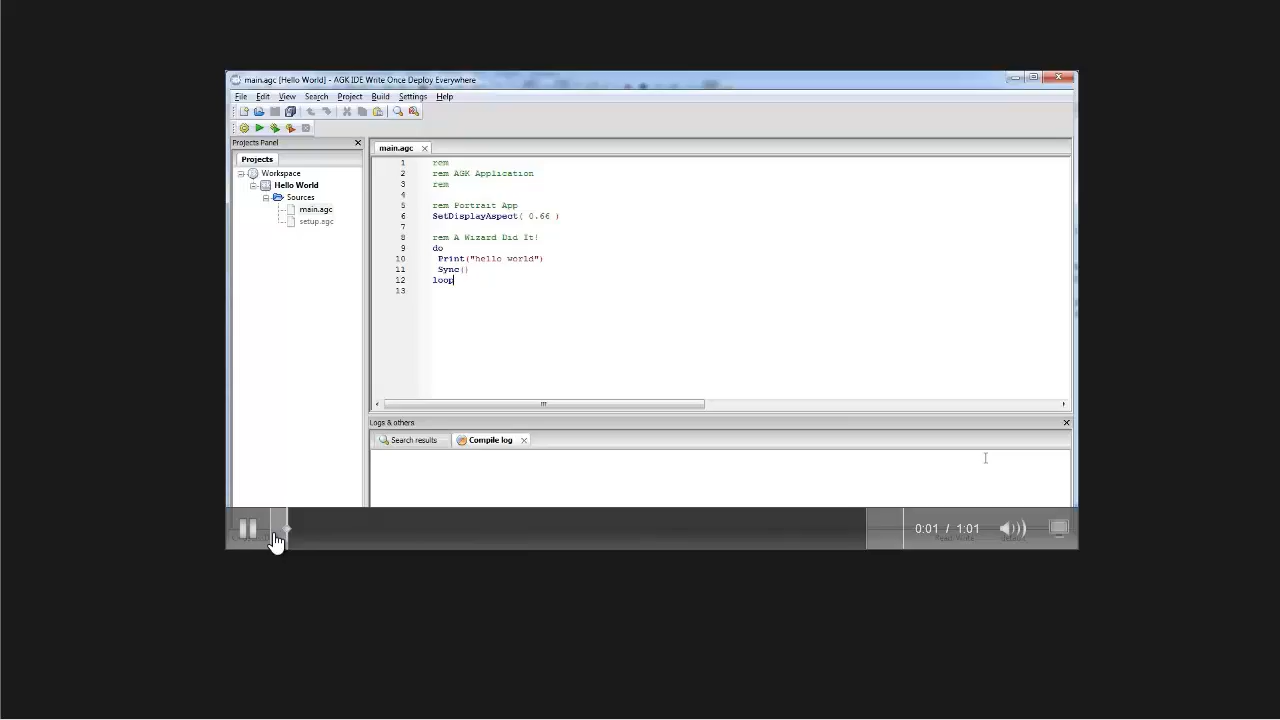 main.agc [Hello World] - AGK IDE Write Once Deploy Everywhere
File Edit View Search Project Build Settings Help
Projects Panel
Projects
Workspace
Hello World
Sources
main.agc
setup.agc
main.agc
1 rem
2 rem AGK Application
3 rem
4
5 rem Portrait App
6 SetDisplayAspect( 0.66 )
7
8 rem A Wizard Did It!
9 do
10 Print("hello world")
11 Sync()
12 loop
13
Logs & others
Search results
Compile log
0:01 / 1:01
Read/Write
default